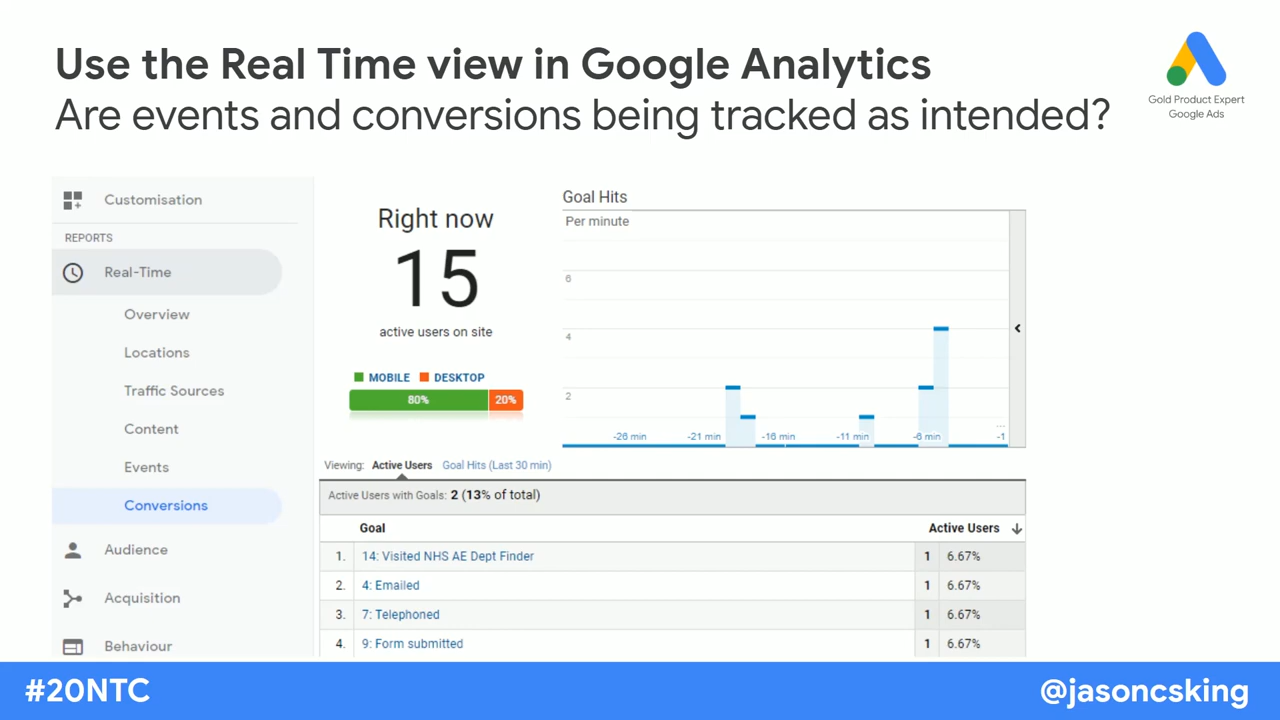 Use the Real Time view in Google Analytics
Are events and conversions being tracked as intended?
Gold Product Expert
Google Ads
Customisation
REPORTS
Real-Time
Overview
Locations
Traffic Sources
Content
Events
Conversions
Audience
Acquisition
Behaviour
Right now
15
active users on site
MOBILE DESKTOP
80% 20%
Goal Hits
Per minute
6
4
2
-26 min -21 min -16 min -11 min -6 min -1
...
Viewing: Active Users Goal Hits (Last 30 min)
Active Users with Goals: 2 (13% of total)
Goal Active Users
1. 14: Visited NHS AE Dept Finder 1 6.67%
2. 4: Emailed 1 6.67%
3. 7: Telephoned 1 6.67%
4. 9: Form submitted 1 6.67%
#20NTC
@jasoncsking